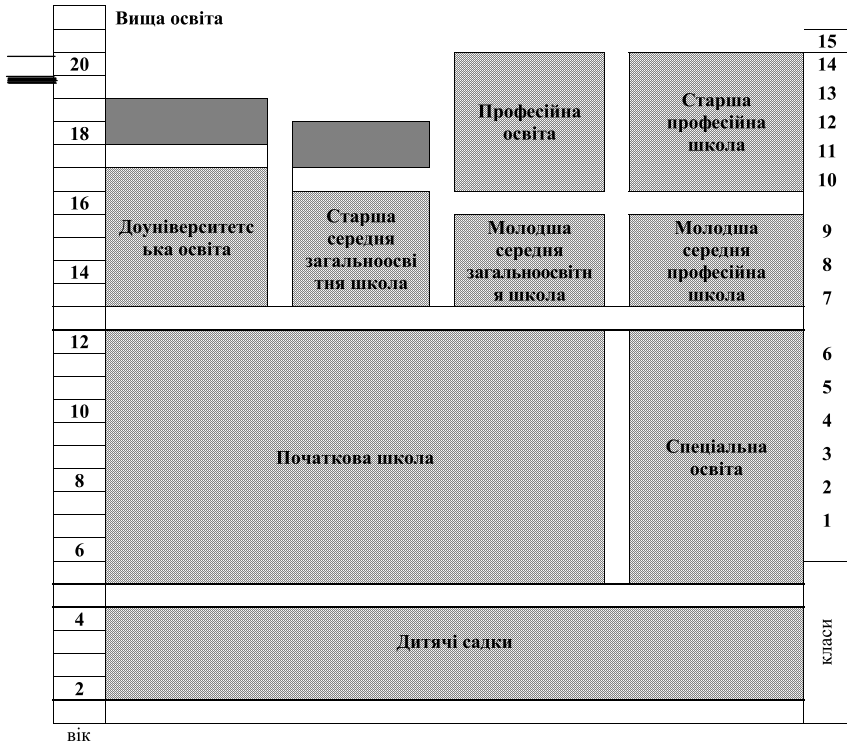 Вища освіта
15
20
14
13
Професійна
освіта
Старша
професійна
школа
18
12
11
10
16
Доуніверситетс
ька освіта
Старша
середня
загальноосві
тня школа
Молодша
середня
загальноосвітн
я школа
Молодша
середня
професійна
школа
9
14
8
7
12
6
5
10
4
Початкова школа
Спеціальна
освіта
3
8
2
1
6
4
Дитячі садки
класи
2
вік